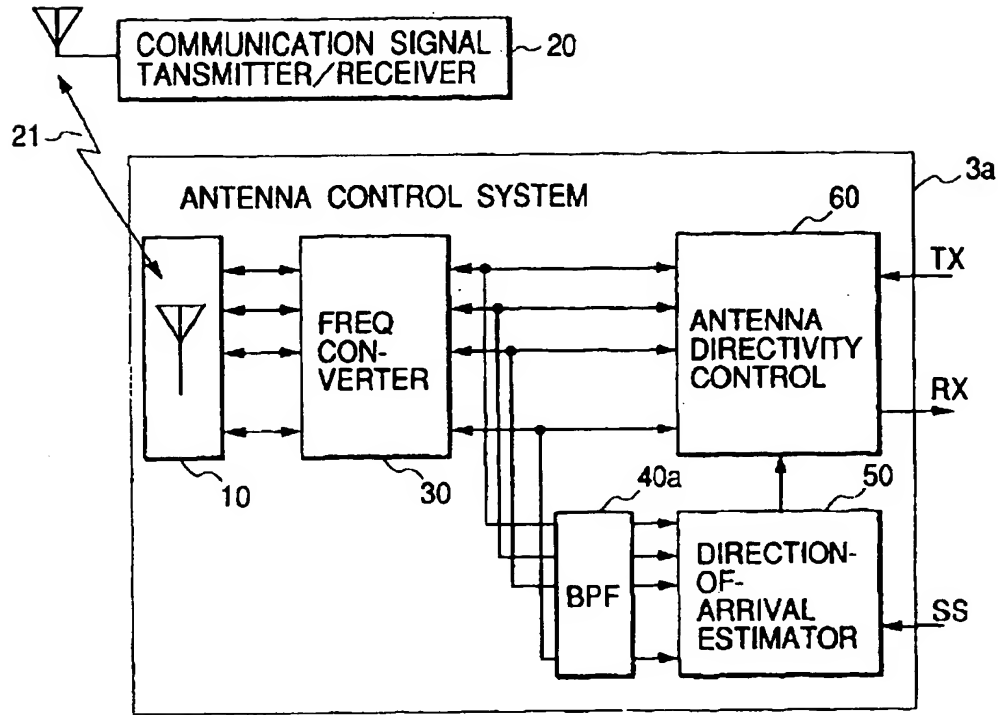 COMMUNICATION SIGNAL
TANSMITTER/RECEIVER
20
21
3a
ANTENNA CONTROL SYSTEM
60
TX
FREQ
CON-
VERTER
ANTENNA
DIRECTIVITY
CONTROL
RX
10
30
40a
50
BPF
DIRECTION-
OF-
ARRIVAL
ESTIMATOR
SS